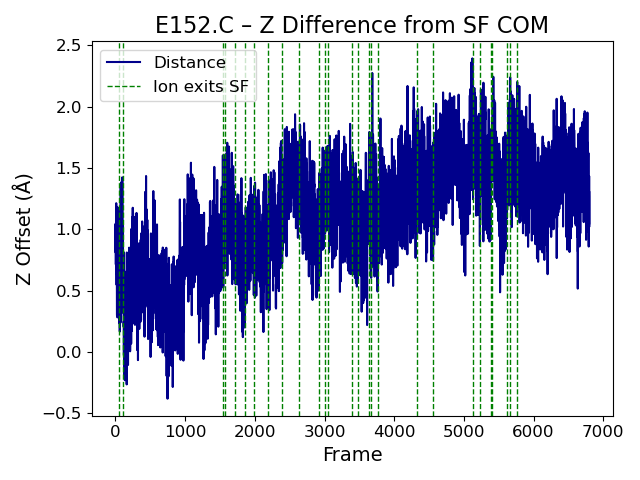 E152.C – Z Difference from SF COM
Distance
Ion exits SF
Z Offset (Å)
2.5
2.0
1.5
1.0
0.5
0.0
−0.5
0 1000 2000 3000 4000 5000 6000 7000
Frame